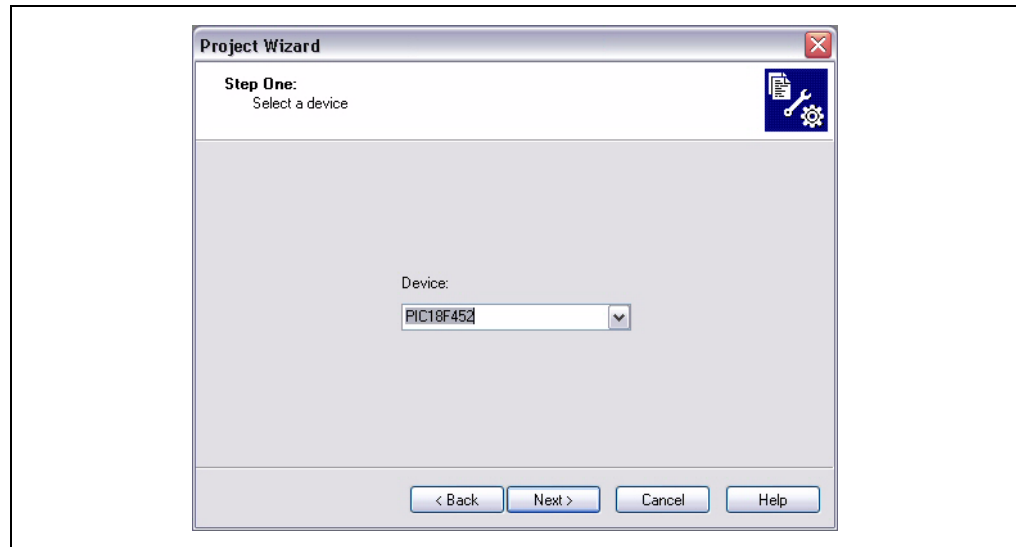 Project Wizard
Step One:
Select a device
Device:
PIC18F452
< Back Next > Cancel Help